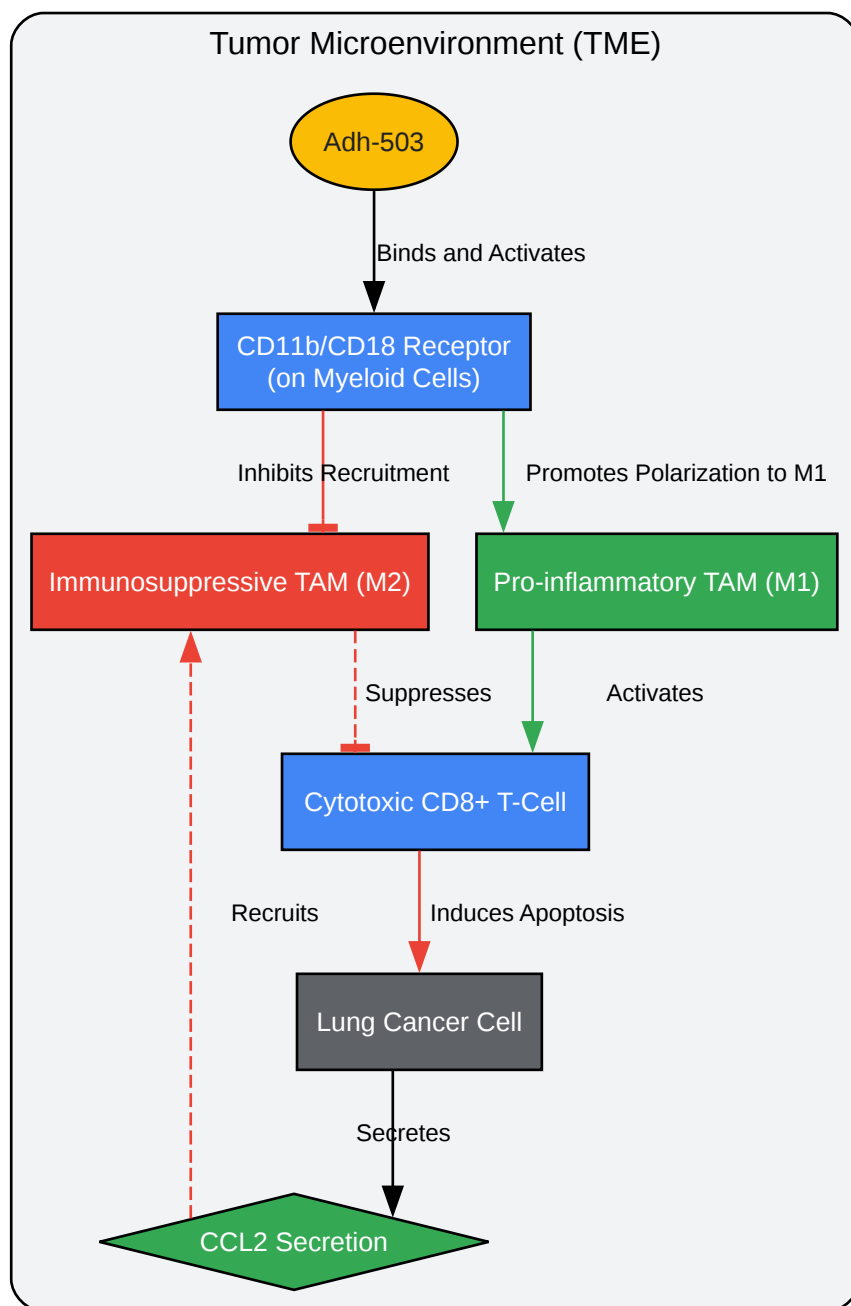 Tumor Microenvironment (TME)
Adh-503
Binds and Activates
CD11b/CD18 Receptor
(on Myeloid Cells)
Inhibits Recruitment
Promotes Polarization to M1
Immunosuppressive TAM (M2)
Pro-inflammatory TAM (M1)
Suppresses
Activates
Cytotoxic CD8+ T-Cell
Recruits
Induces Apoptosis
Lung Cancer Cell
Secretes
CCL2 Secretion